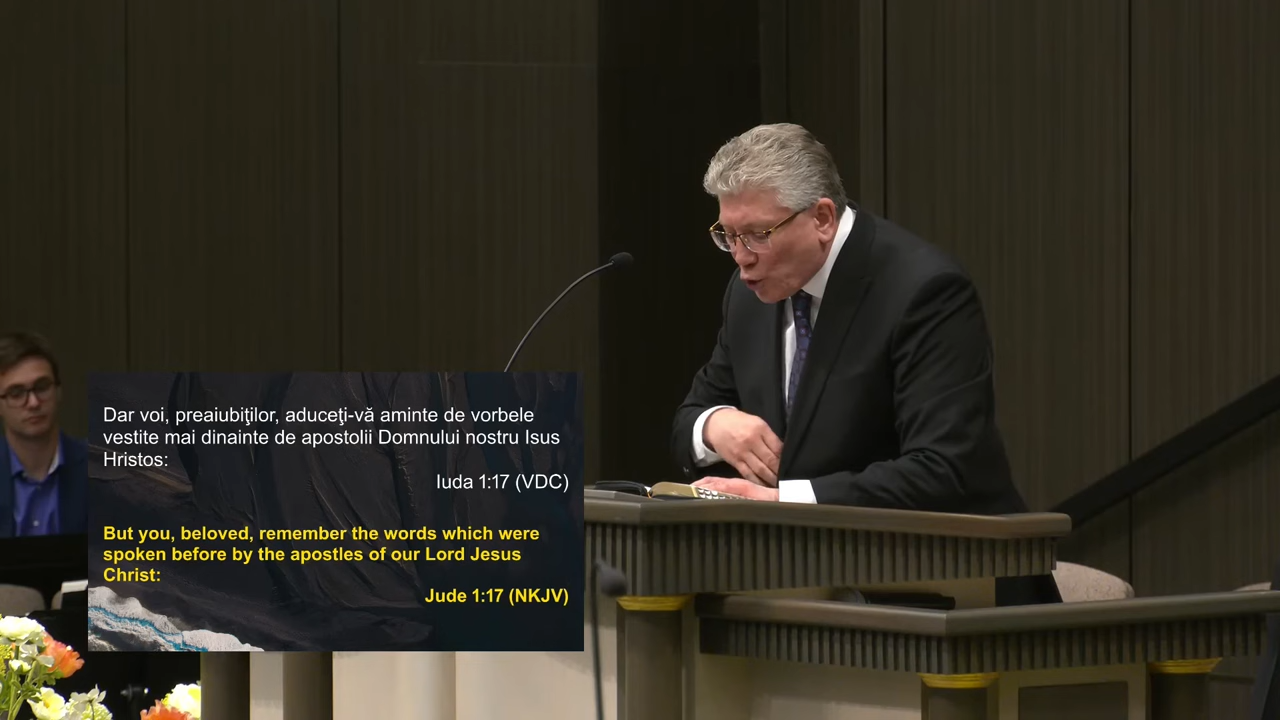 Dar voi, preaiubiţilor, aduceţi-vă aminte de vorbele
vestite mai dinainte de apostolii Domnului nostru Isus
Hristos:
Iuda 1:17 (VDC)
But you, beloved, remember the words which were
spoken before by the apostles of our Lord Jesus
Christ:
Jude 1:17 (NKJV)